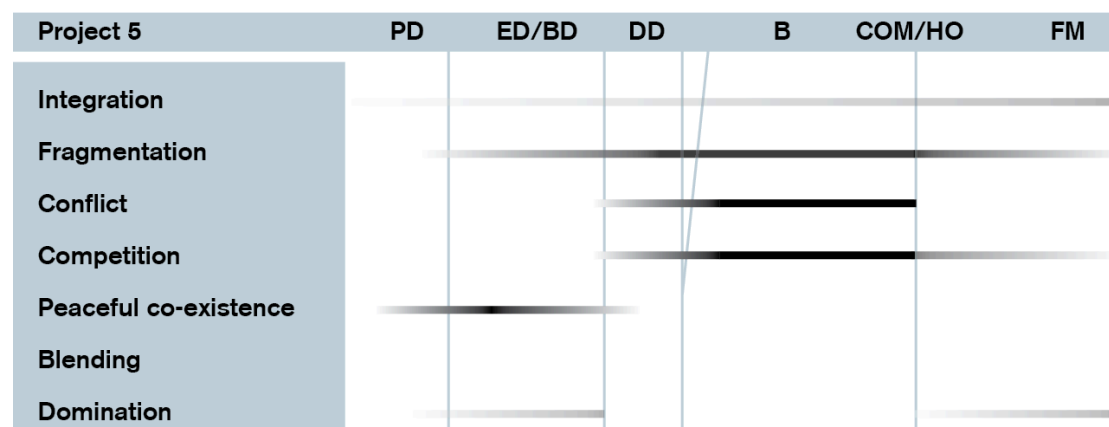 Project 5 PD ED/BD DD B COM/HO FM
Integration
Fragmentation
Conflict
Competition
Peaceful co-existence
Blending
Domination